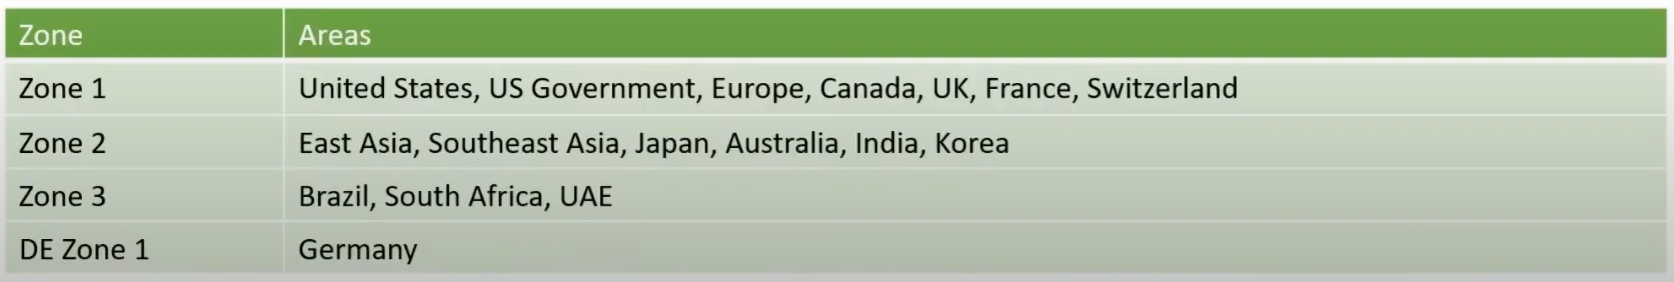 Zone Areas
Zone 1 United States, US Government, Europe, Canada, UK, France, Switzerland
Zone 2 East Asia, Southeast Asia, Japan, Australia, India, Korea
Zone 3 Brazil, South Africa, UAE
DE Zone 1 Germany